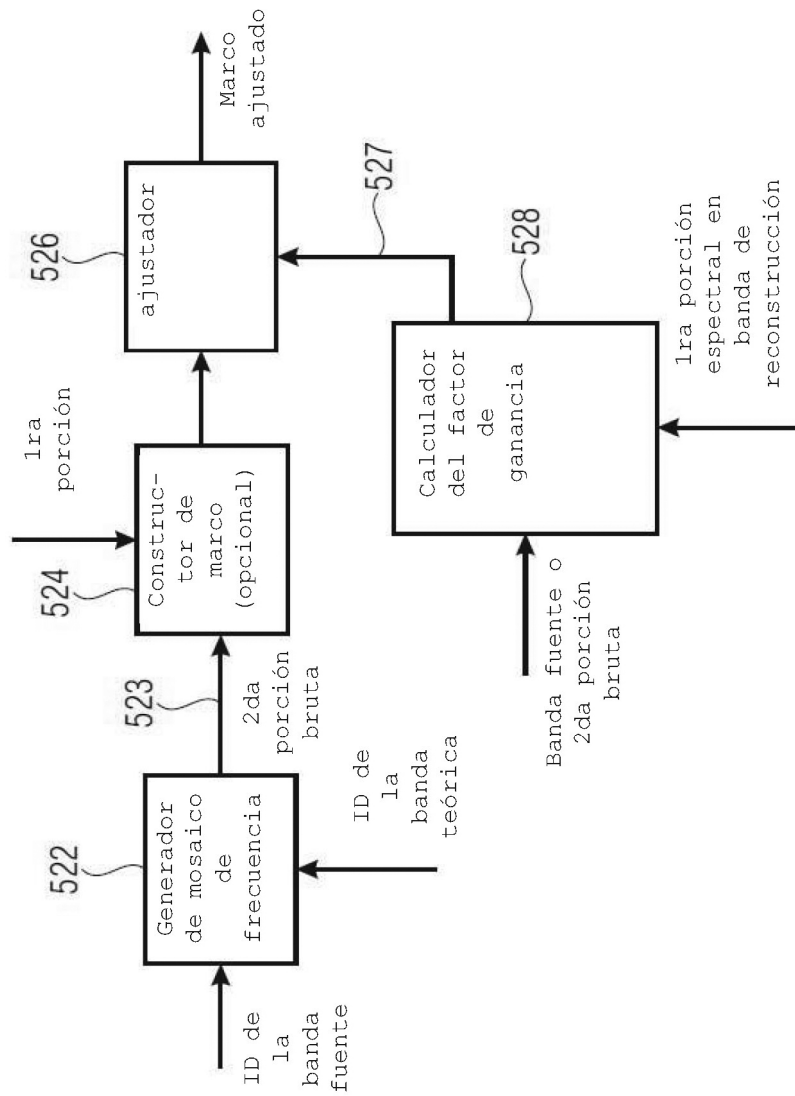 ID de
la
banda
fuente
522
Generador
de mosaico
de
frecuencia
ID de
la
banda
teórica
523
2da
porción
bruta
1ra
porción
524
Construc-
tor de
marco
(opcional)
526
ajustador
Marco
ajustado
527
528
Calculador
del factor
de
ganancia
Banda fuente o
2da porción
bruta
1ra porción
espectral en
banda de
reconstrucción